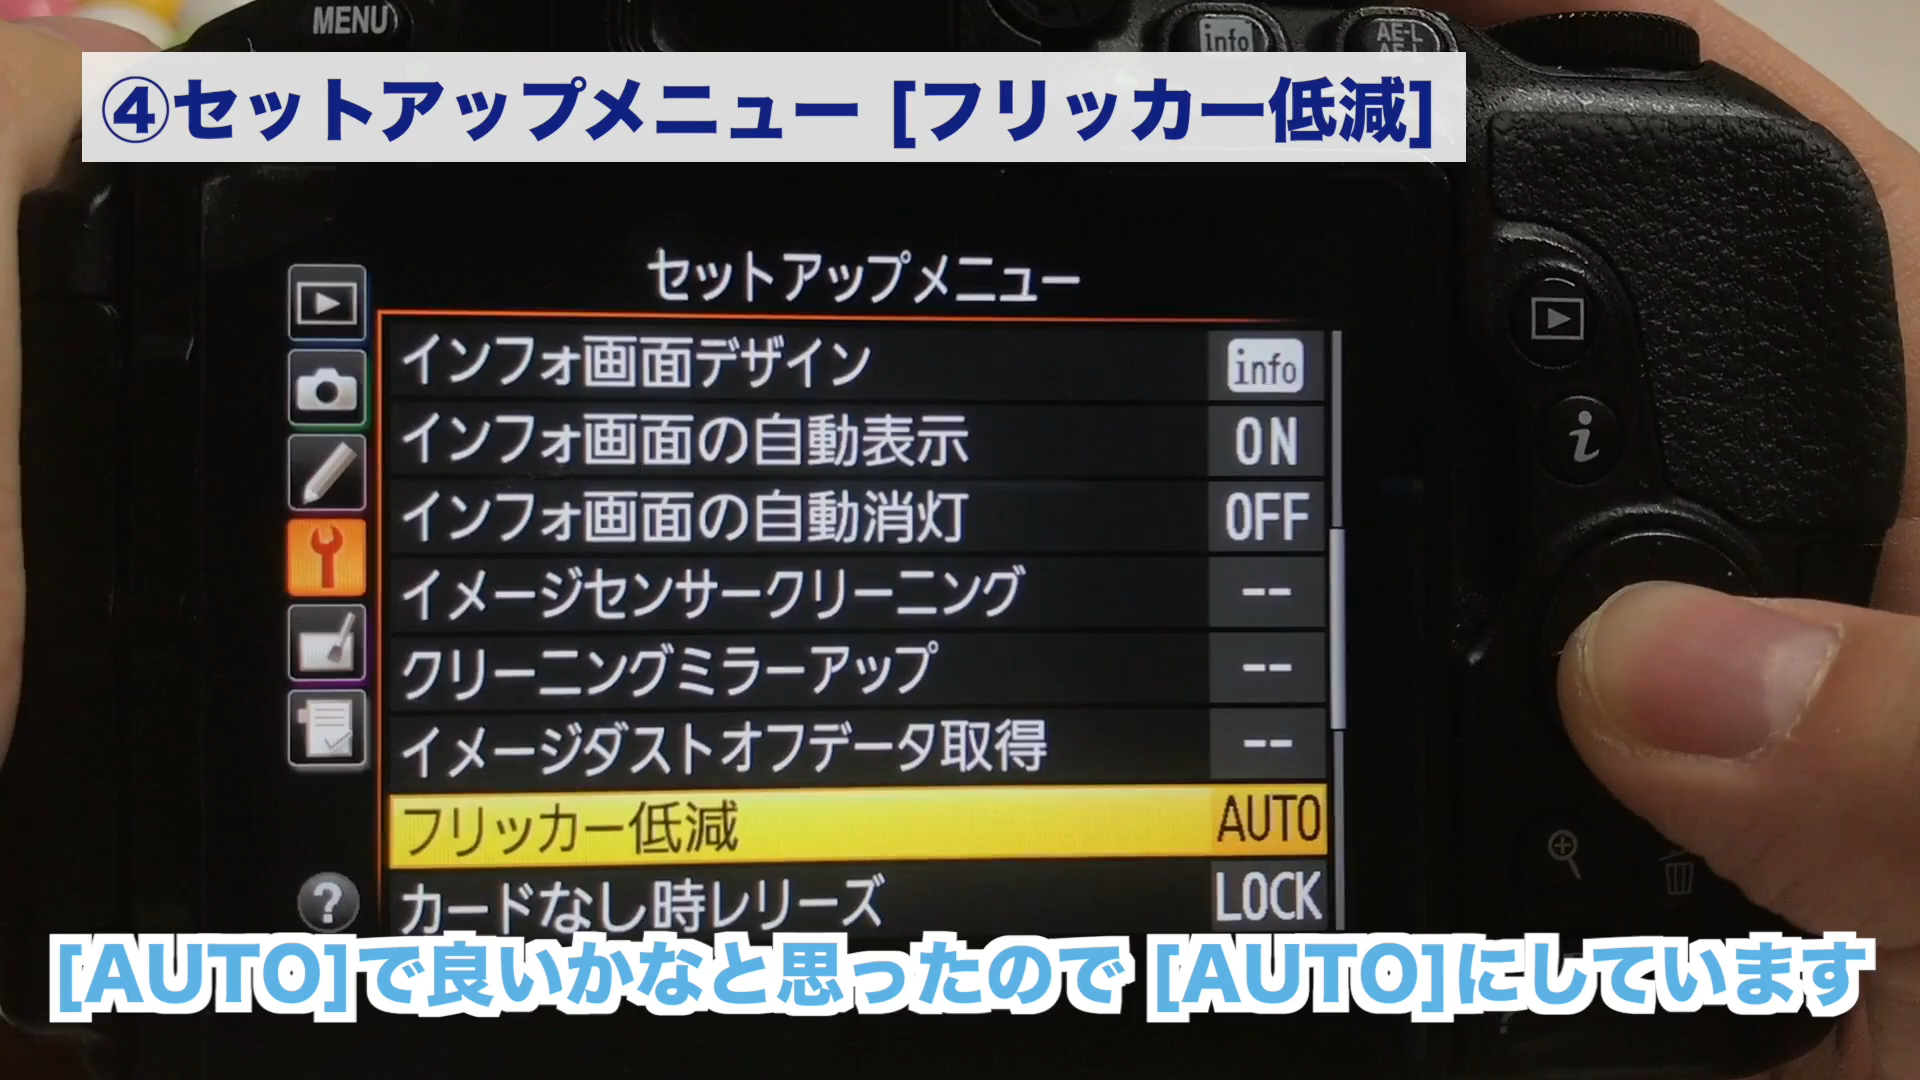 MENU
info
AE-L
④セットアップメニュー [フリッカー低減]
セットアップメニュー
インフォ画面デザイン info
インフォ画面の自動表示 ON
インフォ画面の自動消灯 OFF
イメージセンサークリーニング --
クリーニングミラーアップ --
イメージダストオフデータ取得 --
フリッカー低減 AUTO
カードなし時レリーズ LOCK
i
?
[AUTO]で良いかなと思ったので [AUTO]にしています